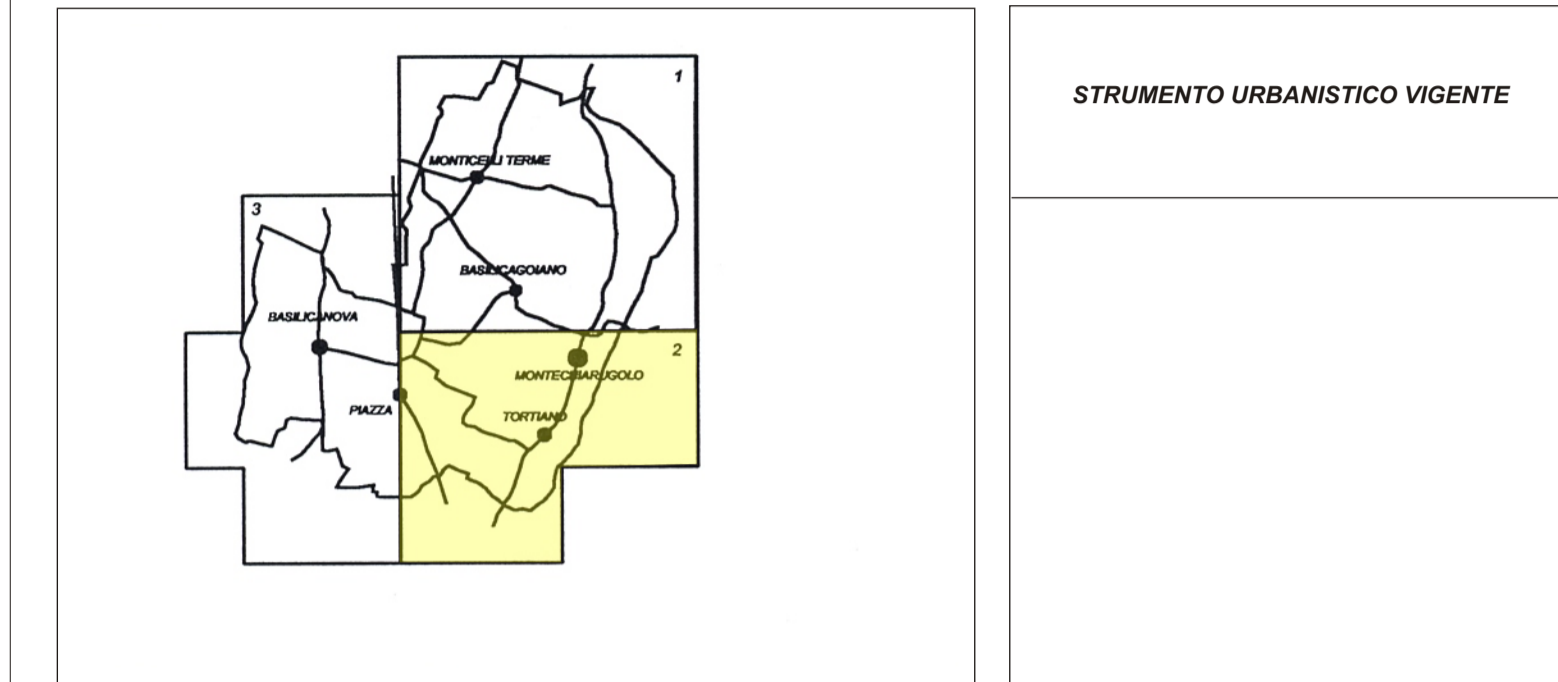 1
MONTICELLI TERME
3
BASILICAGOIANO
BASILICANOVA
2
MONTECHIARUGOLO
PIAZZA
TORTIANO
STRUMENTO URBANISTICO VIGENTE